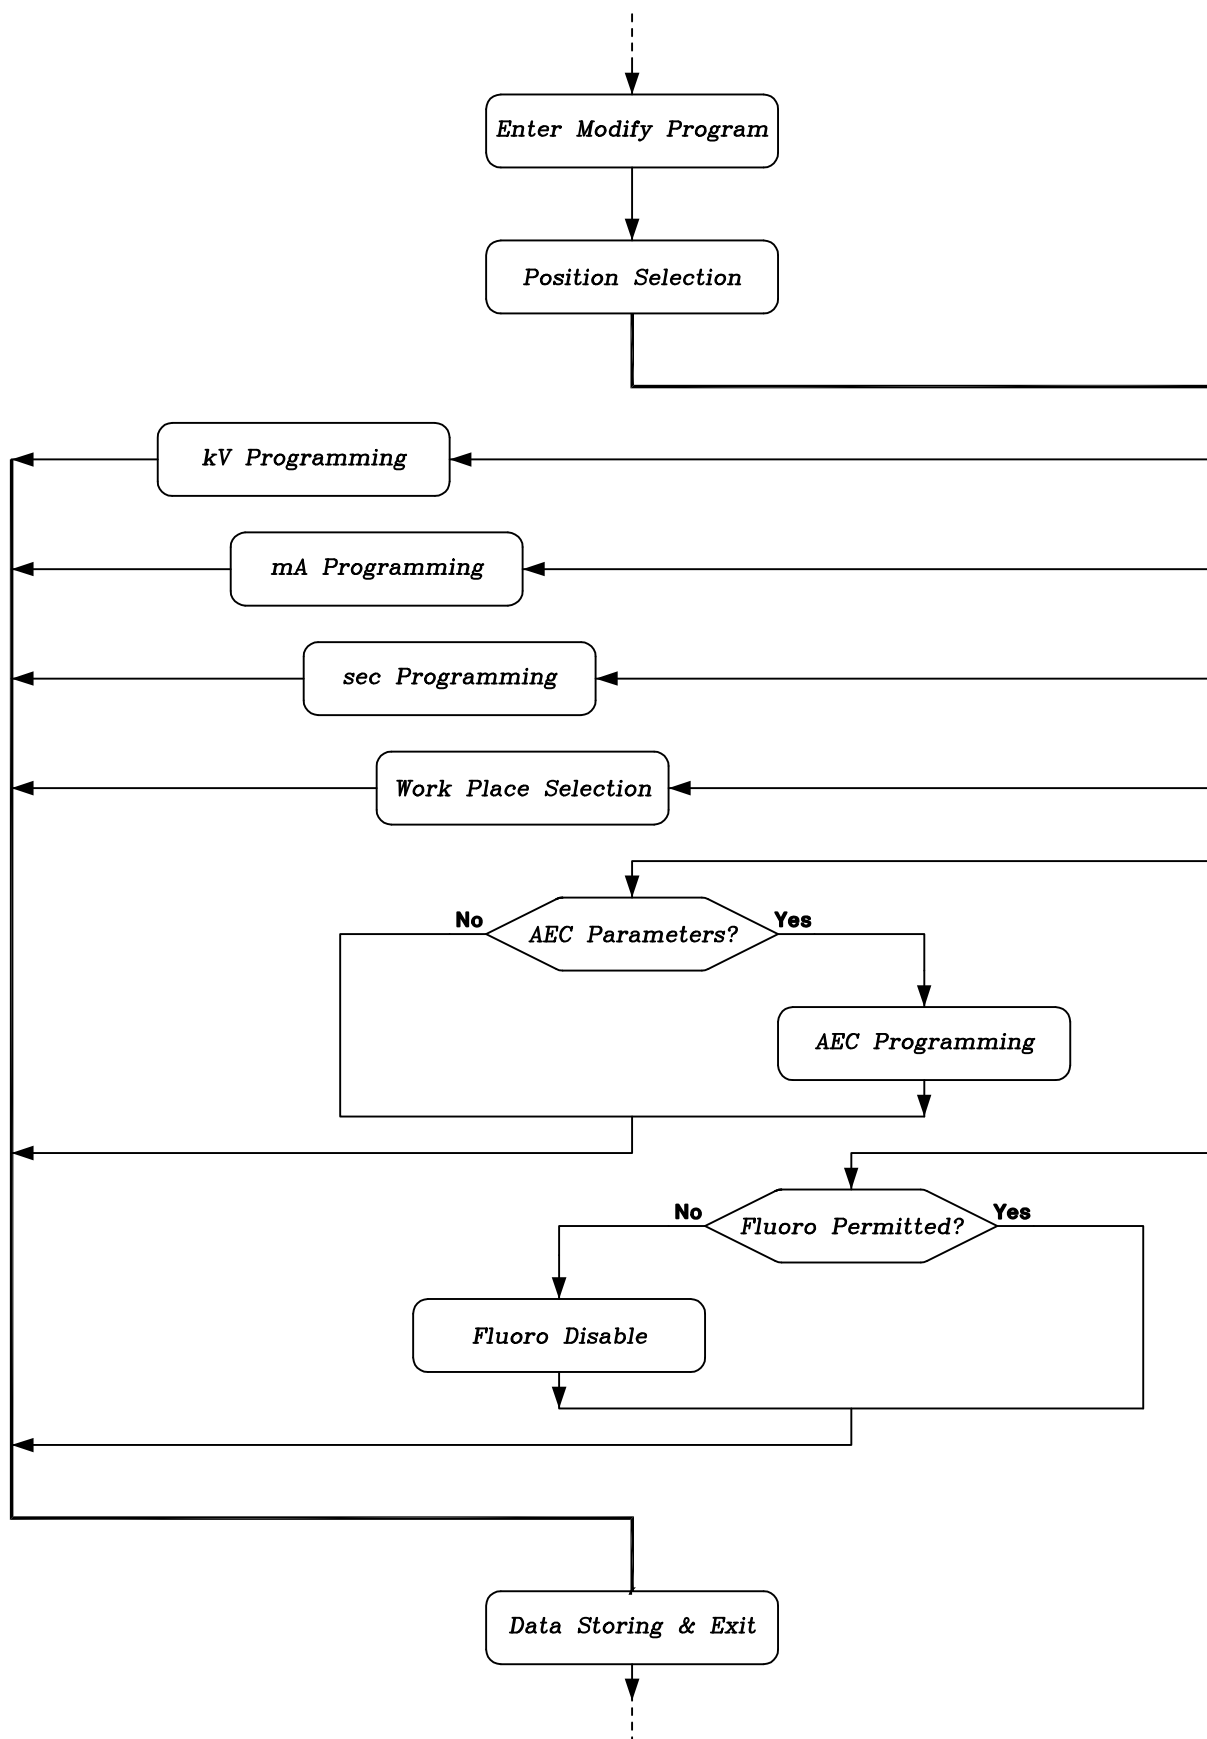 Enter Modify Program
Position Selection
kV Programming
mA Programming
sec Programming
Work Place Selection
No
AEC Parameters?
Yes
AEC Programming
No
Fluoro Permitted?
Yes
Fluoro Disable
Data Storing & Exit